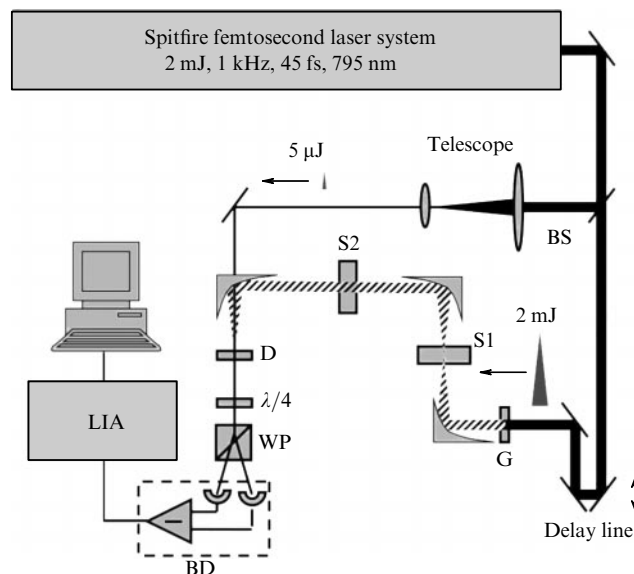 Spitfire femtosecond laser system
2 mJ, 1 kHz, 45 fs, 795 nm
5 μJ
Telescope
BS
S2
2 mJ
S1
D
λ/4
LIA
WP
G
Delay line
BD